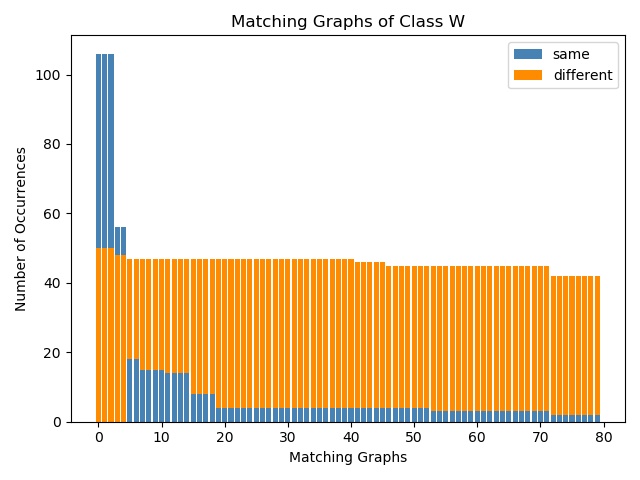 Matching Graphs of Class W
same
different
Number of Occurrences
100
80
60
40
20
0
0 10 20 30 40 50 60 70 80
Matching Graphs